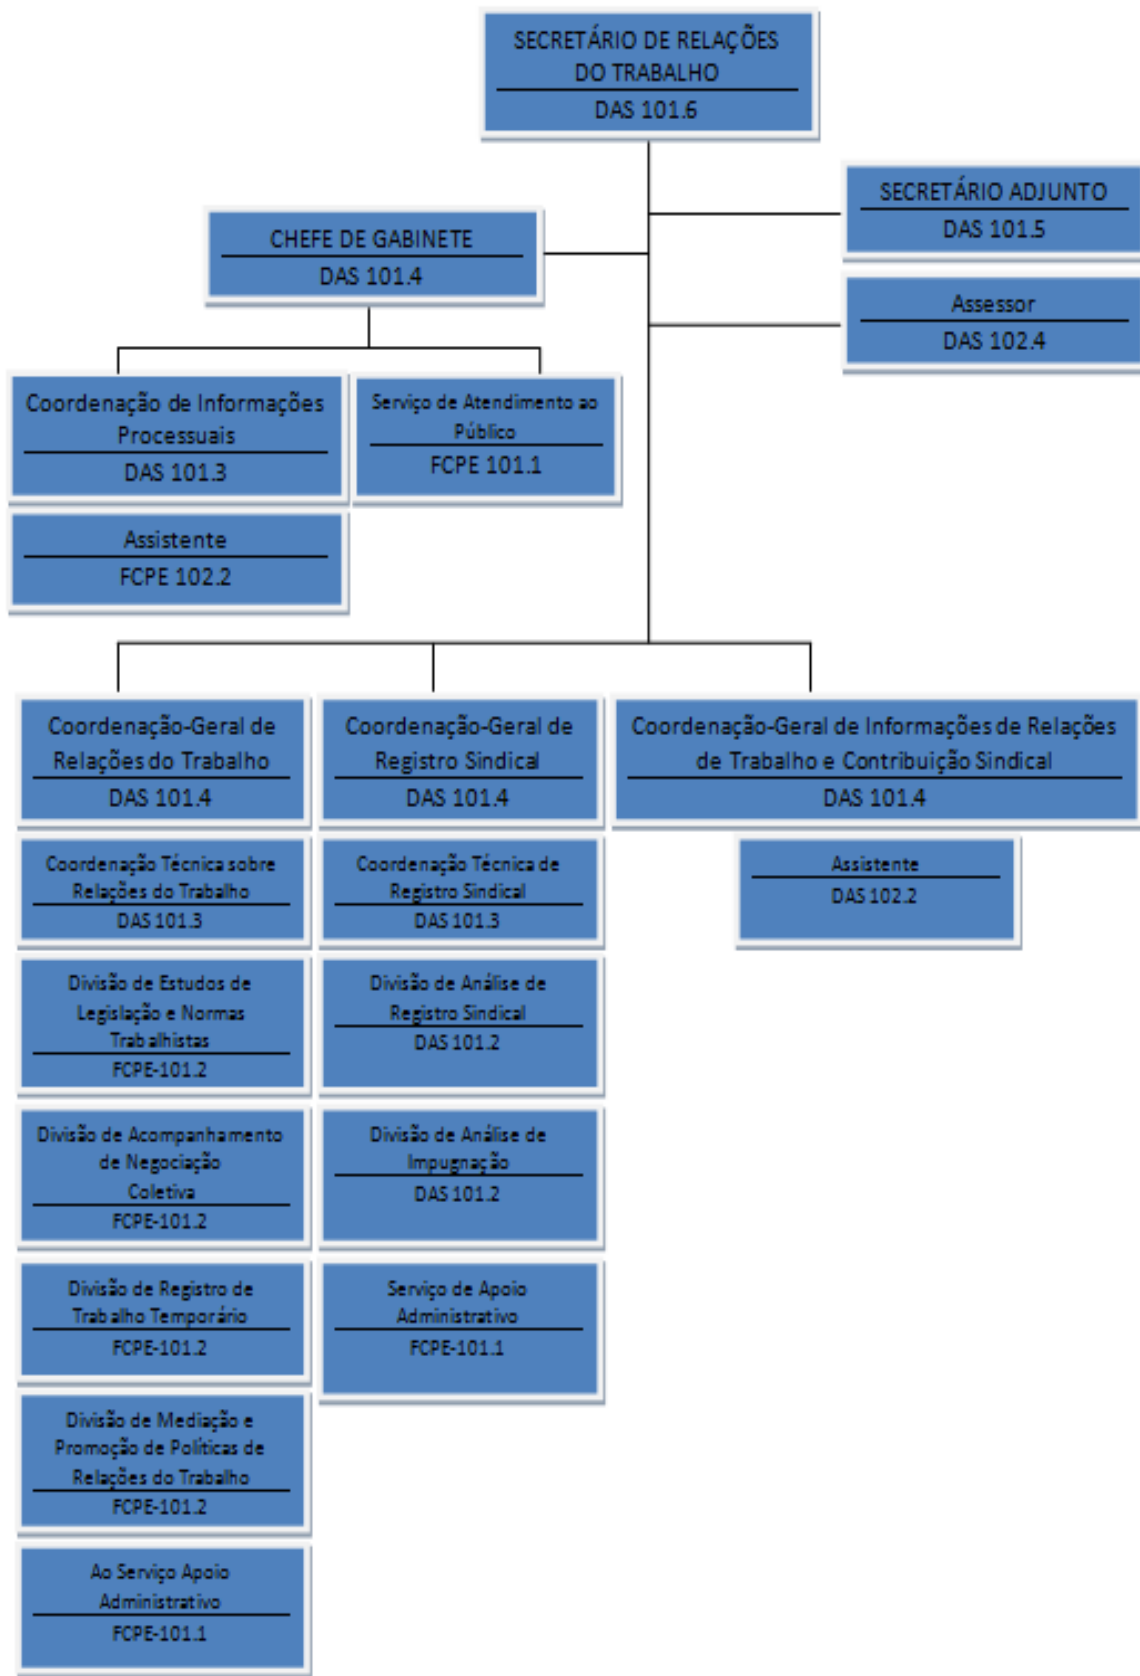 SECRETÁRIO DE RELAÇÕES
DO TRABALHO
DAS 101.6
SECRETÁRIO ADJUNTO
DAS 101.5
CHEFE DE GABINETE
DAS 101.4
Assessor
DAS 102.4
Coordenação de Informações
Processuais
DAS 101.3
Serviço de Atendimento ao
Público
FCPE 101.1
Assistente
FCPE 102.2
Coordenação-Geral de
Relações do Trabalho
DAS 101.4
Coordenação Técnica sobre
Relações do Trabalho
DAS 101.3
Divisão de Estudos de
Legislação e Normas
Trabalhistas
FCPE-101.2
Divisão de Acompanhamento
de Negociação
Coletiva
FCPE-101.2
Divisão de Registro de
Trabalho Temporário
FCPE-101.2
Divisão de Mediação e
Promoção de Políticas de
Relações do Trabalho
FCPE-101.2
Ao Serviço Apoio
Administrativo
FCPE-101.1
Coordenação-Geral de
Registro Sindical
DAS 101.4
Coordenação Técnica de
Registro Sindical
DAS 101.3
Divisão de Análise de
Registro Sindical
DAS 101.2
Divisão de Análise de
Impugnação
DAS 101.2
Serviço de Apoio
Administrativo
FCPE-101.1
Coordenação-Geral de Informações de Relações
de Trabalho e Contribuição Sindical
DAS 101.4
Assistente
DAS 102.2